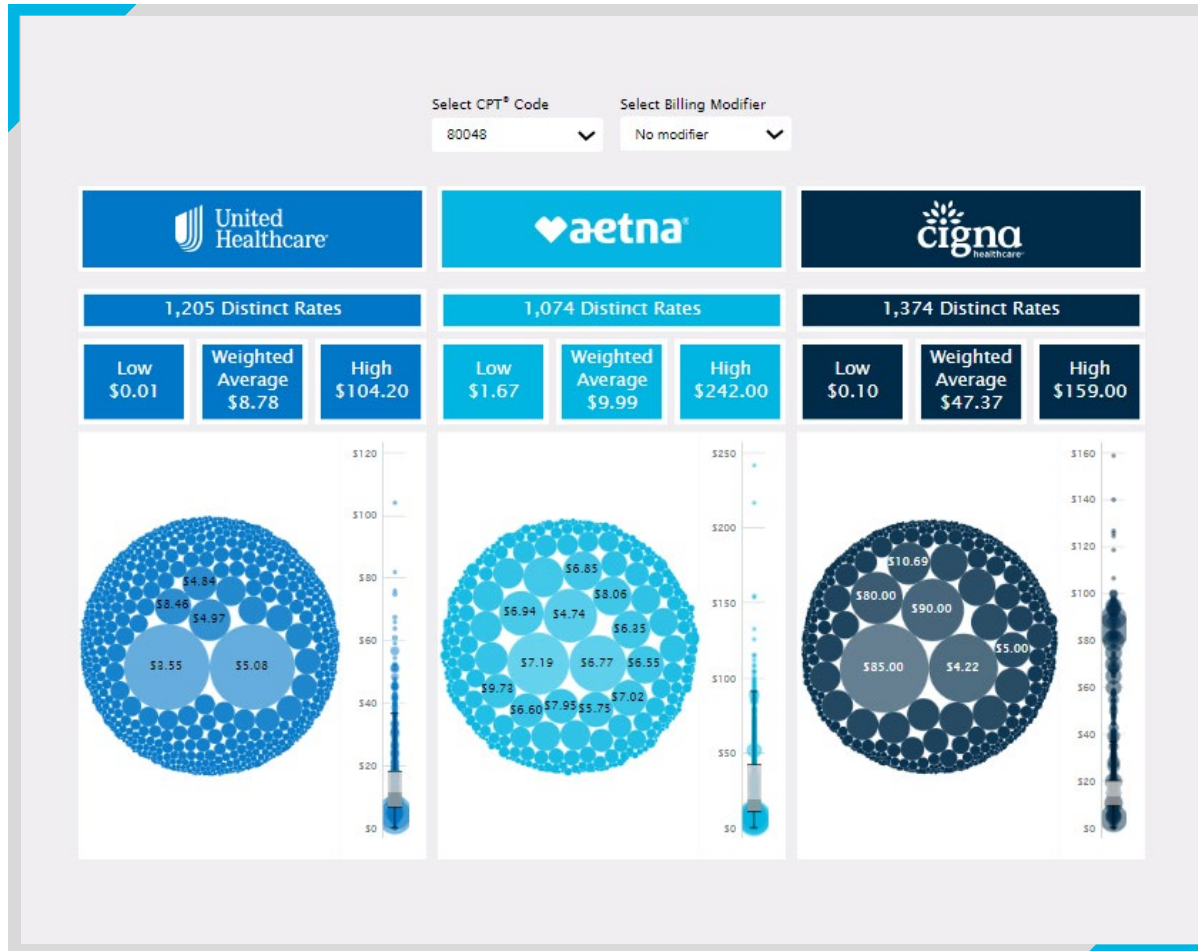 Select CPT® Code
Select Billing Modifier
80048
No modifier
United
Healthcare
aetna®
cigna
healthcare
1,205 Distinct Rates
1,074 Distinct Rates
1,374 Distinct Rates
Low
$0.01
Weighted
Average
$8.78
High
$104.20
Low
$1.67
Weighted
Average
$9.99
High
$242.00
Low
$0.10
Weighted
Average
$47.37
High
$159.00
$4.84
$8.46
$4.97
$3.55
$5.08
$120
$100
$80
$60
$40
$20
$0
$6.85
$8.06
$6.94
$4.74
$6.35
$7.19
$6.77
$6.55
$9.73
$7.02
$6.60
$7.95
$5.75
$250
$200
$150
$100
$50
$0
$10.69
$80.00
$90.00
$5.00
$85.00
$4.22
$160
$140
$120
$100
$80
$60
$40
$20
$0